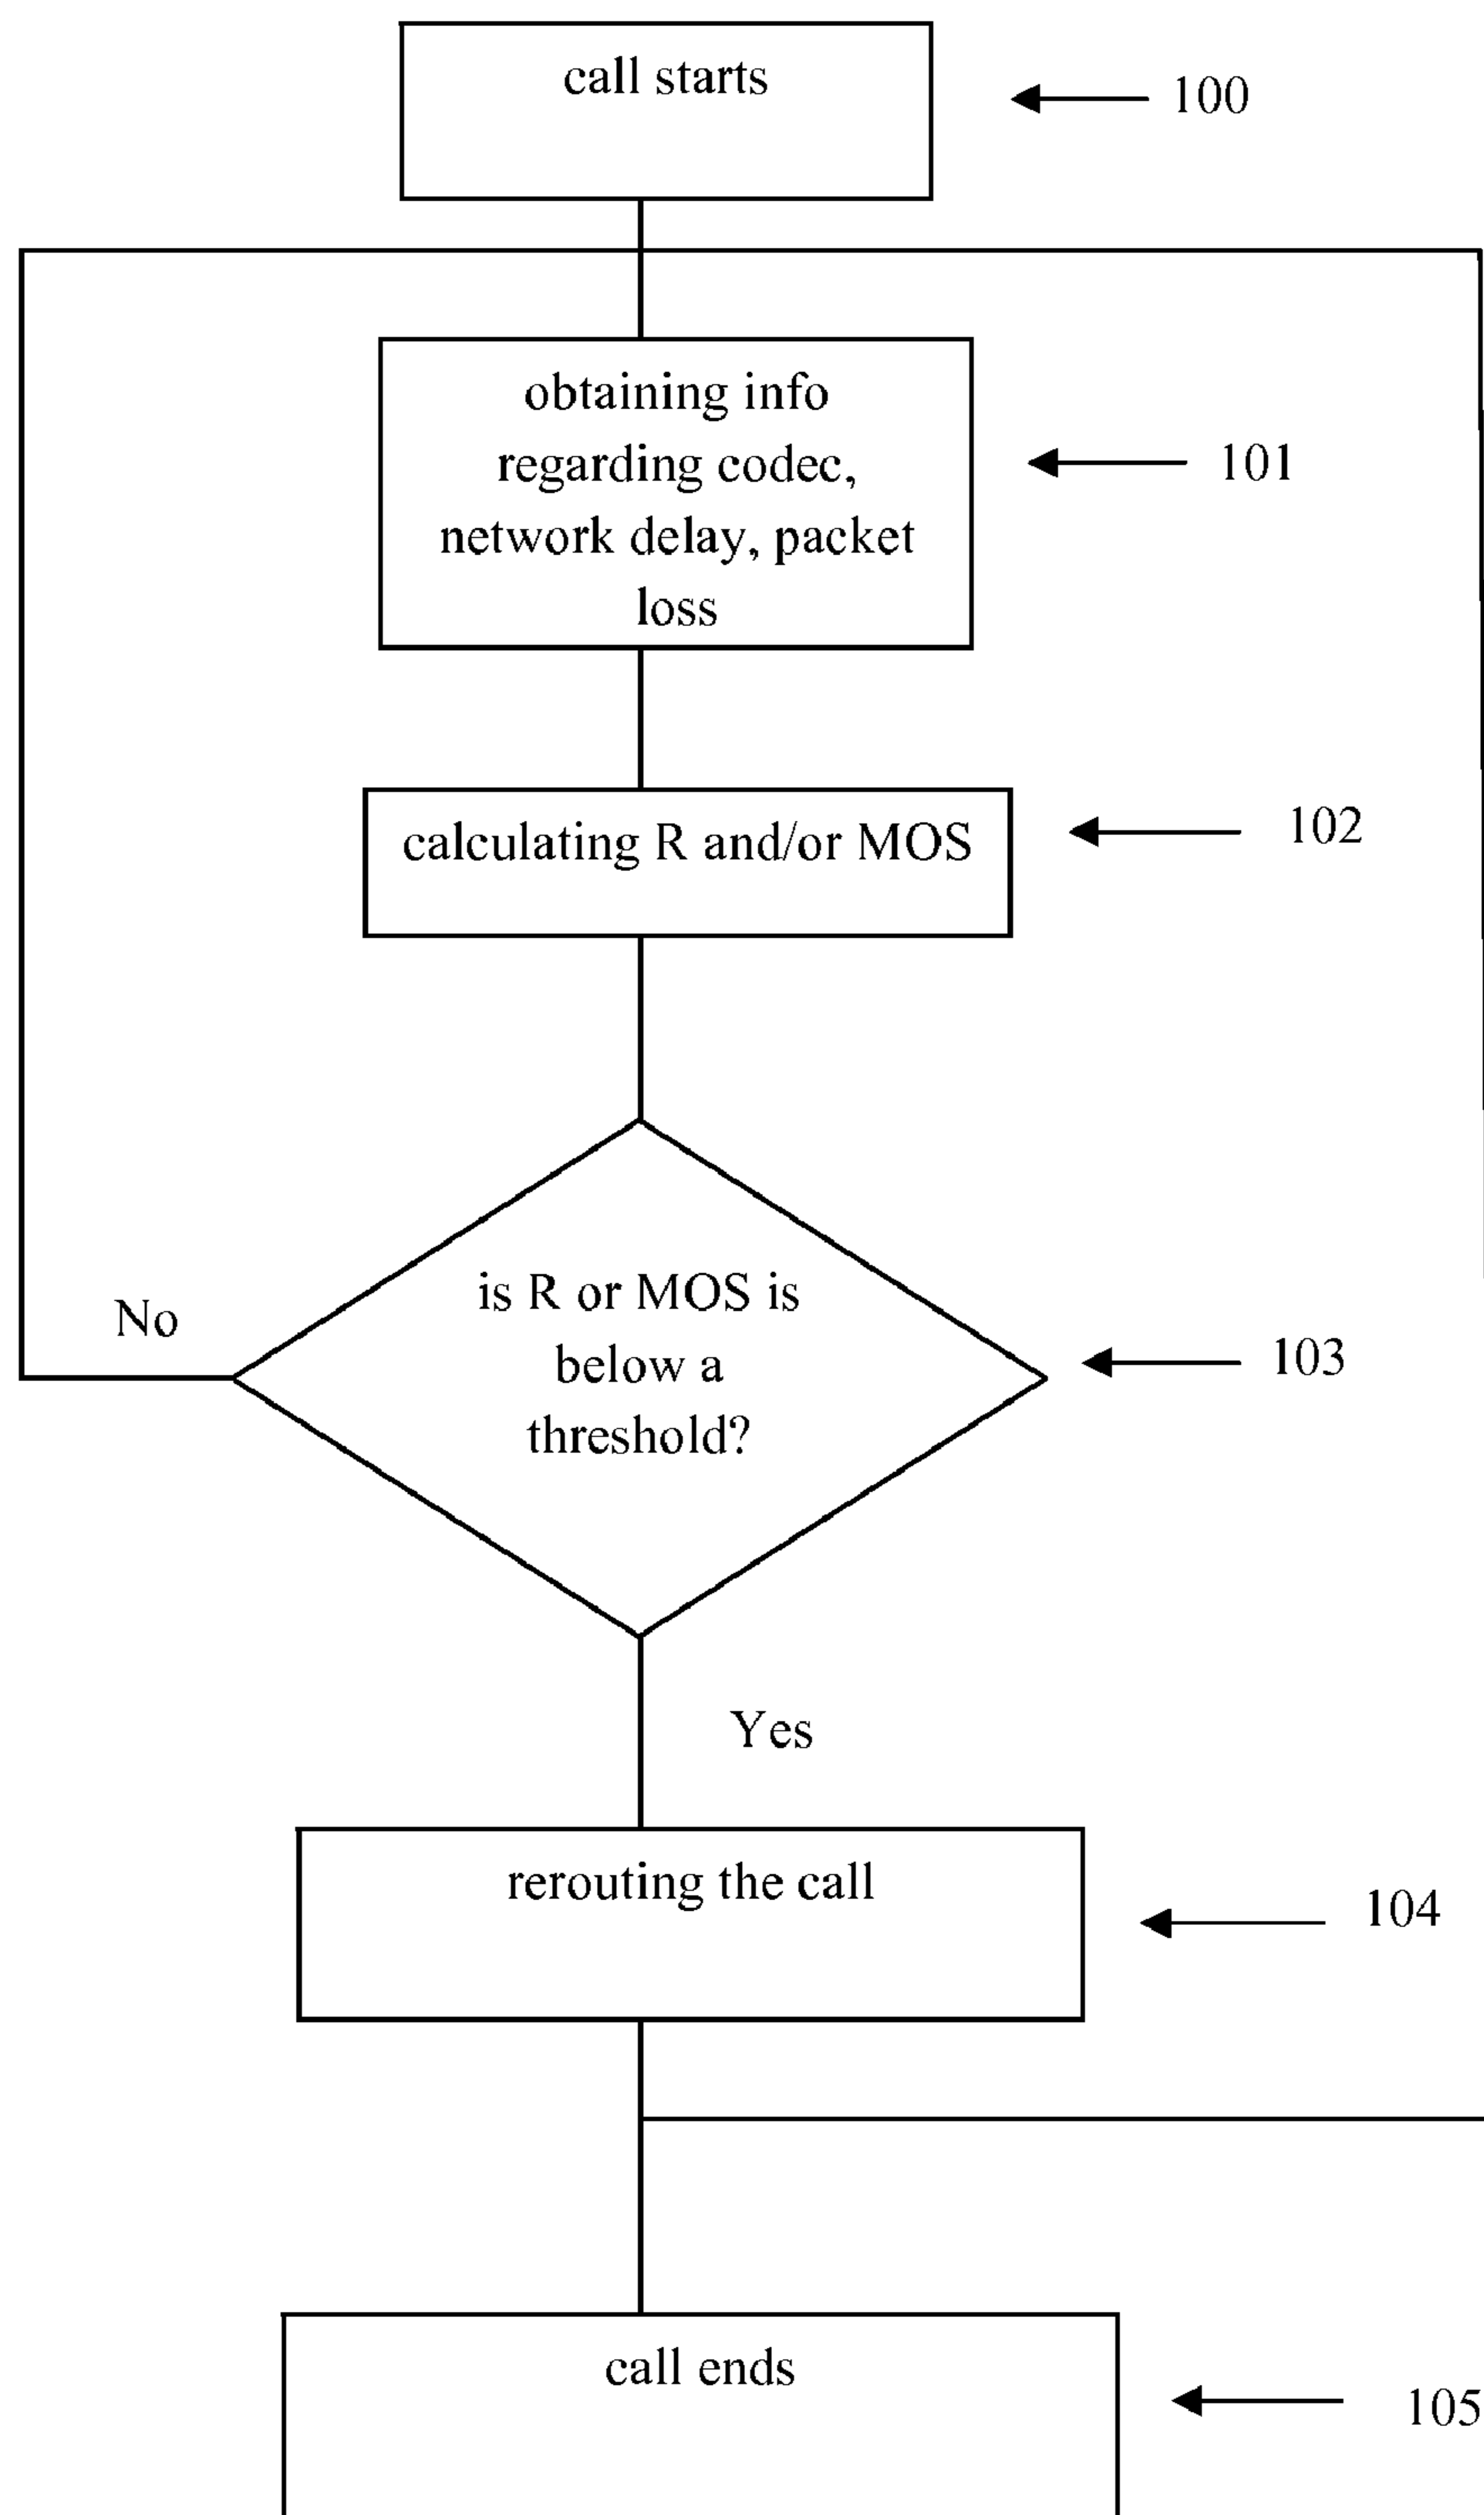 call starts
100
obtaining info
regarding codec,
network delay, packet
loss
101
calculating R and/or MOS
102
is R or MOS is
below a
threshold?
103
No
Yes
rerouting the call
104
call ends
105